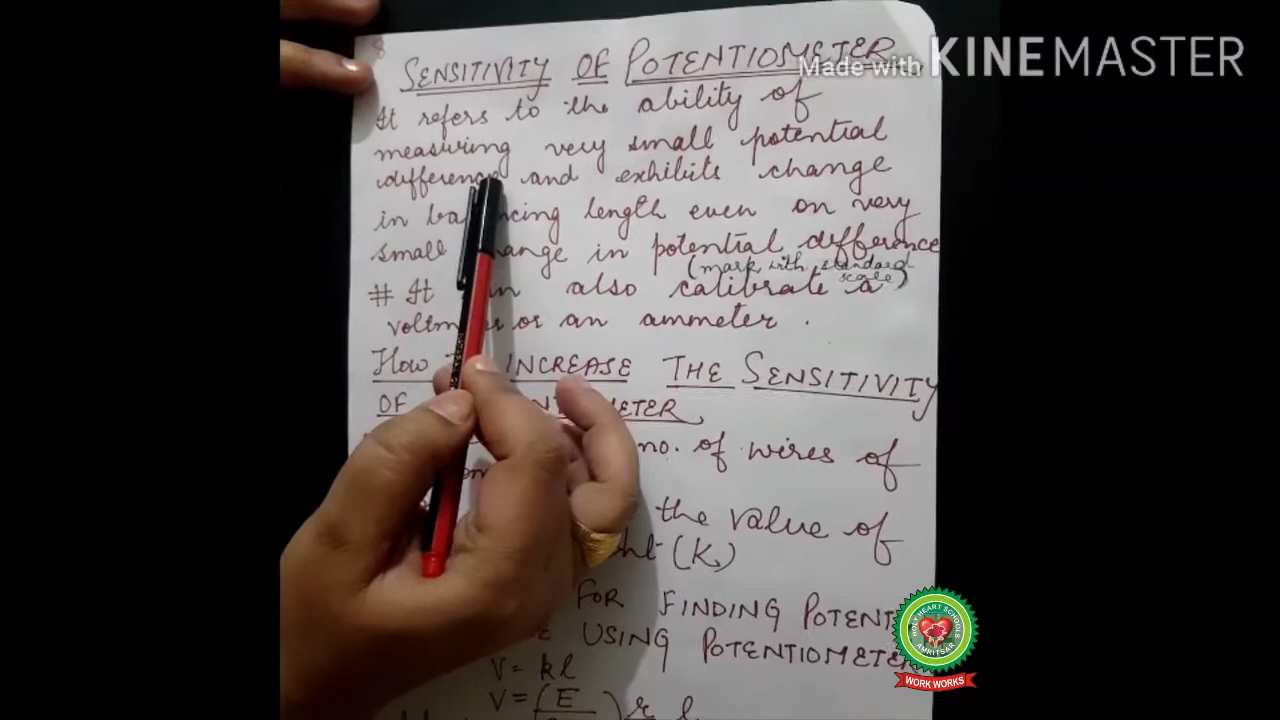 8
SENSITIVITY OF POTENTIOMETER
Made with KINEMASTER
It refers to the ability of
measuring very small potential
difference and exhibits change
in balancing length even on very
small change in potential difference
(mark with standard scale)
# It can also calibrate a
voltmeter or an ammeter .
HOW INCREASE THE SENSITIVITY
OF METER
no. of wires of
the value of
(k)
FOR FINDING POTENT
USING POTENTIOMETER
V = kl
V = (E
) r l
HOLY HEART SCHOOLS
AMRITSAR
WORK WORKS